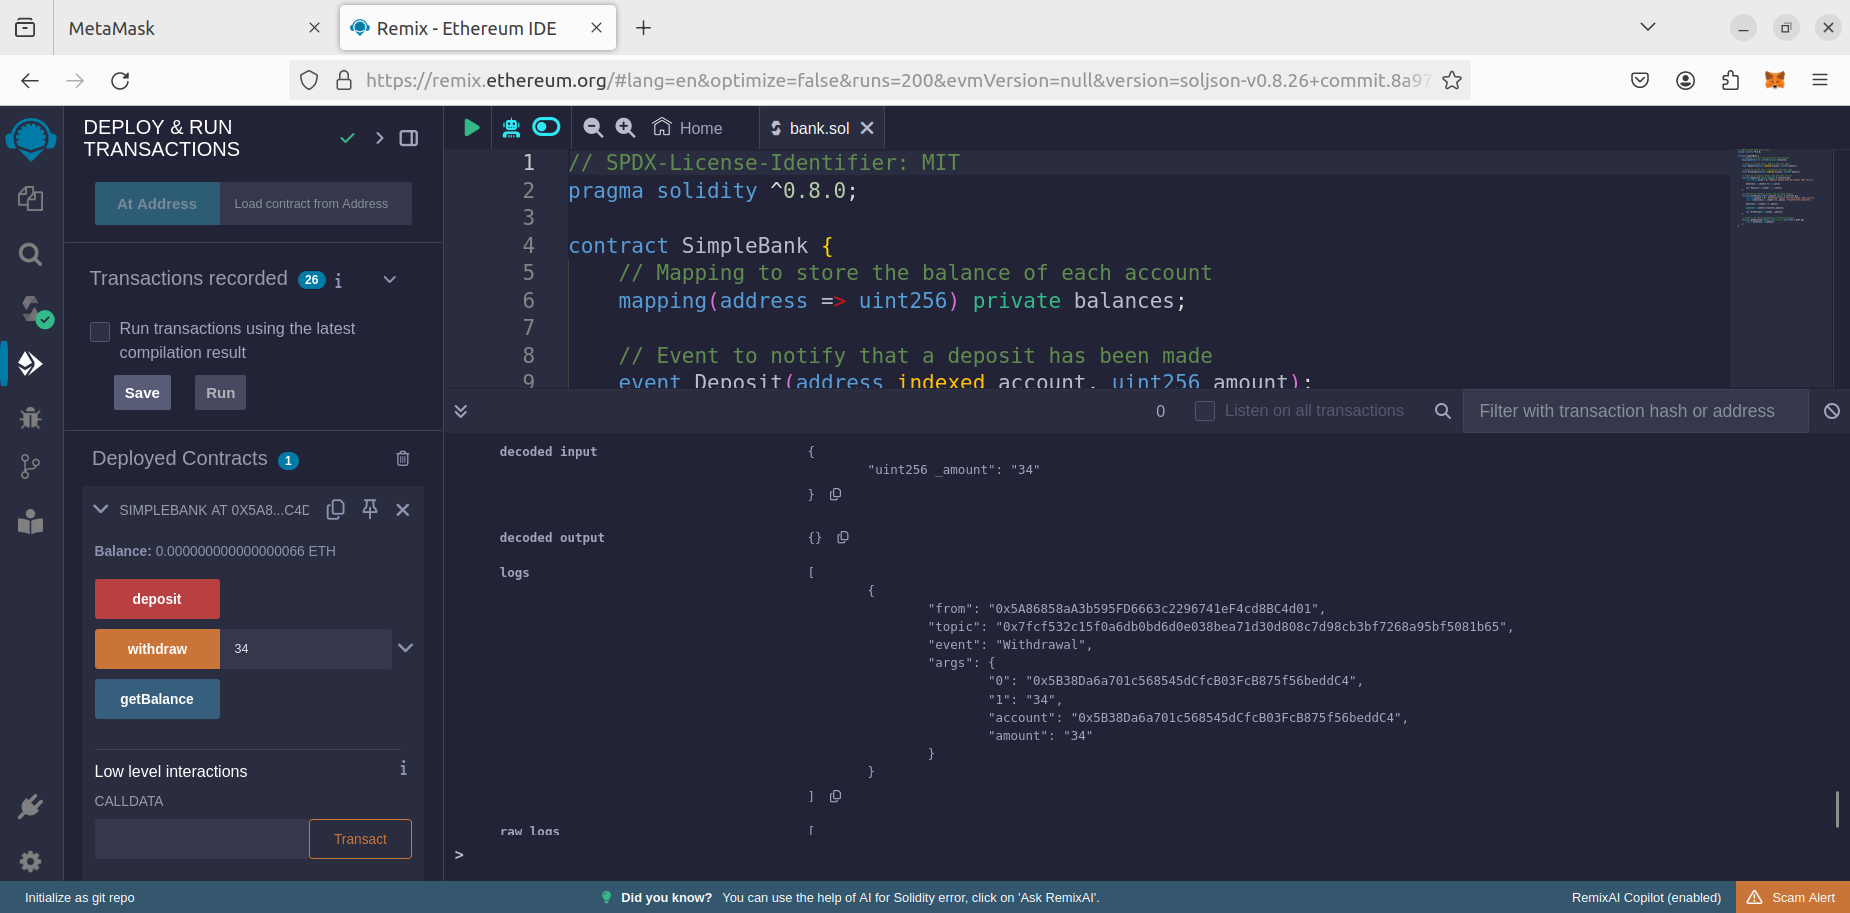 MetaMask
Remix - Ethereum IDE
https://remix.ethereum.org/#lang=en&optimize=false&runs=200&evmVersion=null&version=soljson-v0.8.26+commit.8a97
DEPLOY & RUN
TRANSACTIONS
At Address Load contract from Address
Transactions recorded 26 i
Run transactions using the latest
compilation result
Save Run
Deployed Contracts 1
SIMPLEBANK AT 0X5A8...C4D
Balance: 0.000000000000000066 ETH
deposit
withdraw 34
getBalance
Low level interactions i
CALLDATA
Transact
Home bank.sol
1 // SPDX-License-Identifier: MIT
2 pragma solidity ^0.8.0;
3
4 contract SimpleBank {
5 // Mapping to store the balance of each account
6 mapping(address => uint256) private balances;
7
8 // Event to notify that a deposit has been made
9 event Deposit(address indexed account, uint256 amount);
0 Listen on all transactions Filter with transaction hash or address
decoded input {
"uint256 _amount": "34"
}
decoded output {}
logs [
{
"from": "0x5A86858aA3b595FD6663c2296741eF4cd8BC4d01",
"topic": "0x7fcf532c15f0a6db0bd6d0e038bea71d30d808c7d98cb3bf7268a95bf5081b65",
"event": "Withdrawal",
"args": {
"0": "0x5B38Da6a701c568545dCfcB03FcB875f56beddC4",
"1": "34",
"account": "0x5B38Da6a701c568545dCfcB03FcB875f56beddC4",
"amount": "34"
}
}
]
raw logs [
>
Initialize as git repo Did you know? You can use the help of AI for Solidity error, click on 'Ask RemixAI'. RemixAI Copilot (enabled) Scam Alert